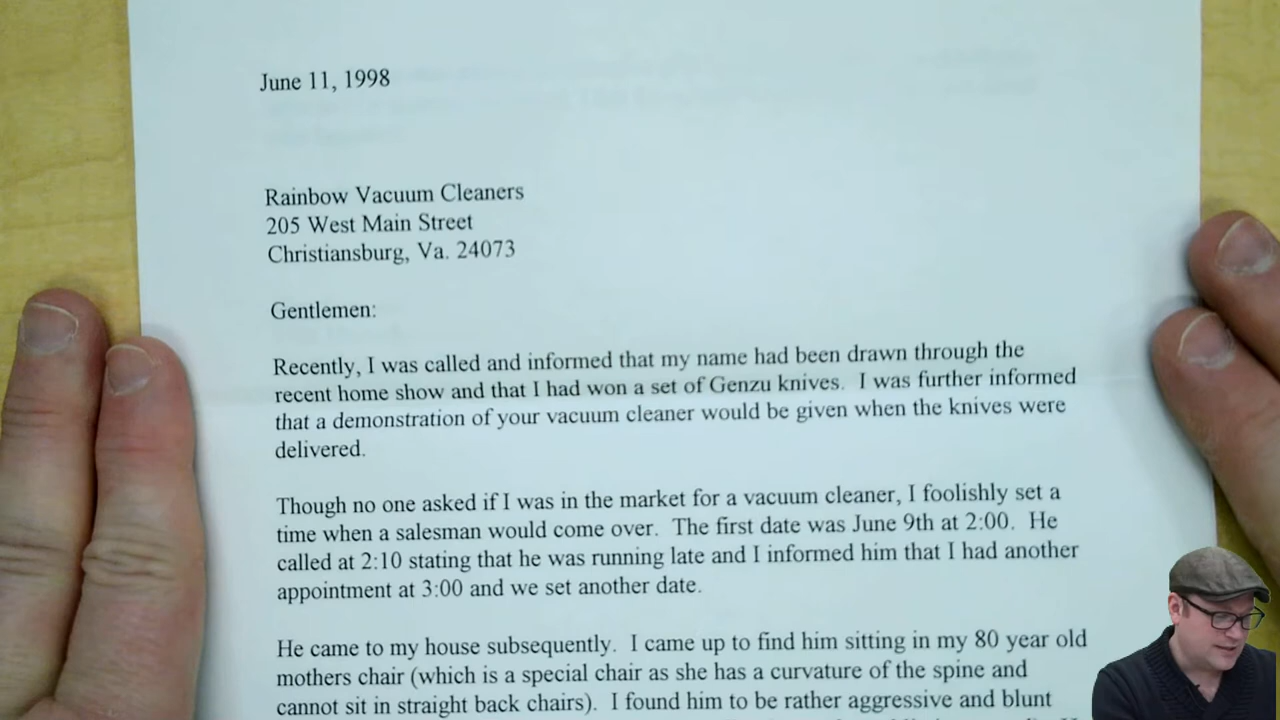 June 11, 1998
Rainbow Vacuum Cleaners
205 West Main Street
Christiansburg, Va. 24073
Gentlemen:
Recently, I was called and informed that my name had been drawn through the
recent home show and that I had won a set of Genzu knives. I was further informed
that a demonstration of your vacuum cleaner would be given when the knives were
delivered.
Though no one asked if I was in the market for a vacuum cleaner, I foolishly set a
time when a salesman would come over. The first date was June 9th at 2:00. He
called at 2:10 stating that he was running late and I informed him that I had another
appointment at 3:00 and we set another date.
He came to my house subsequently. I came up to find him sitting in my 80 year old
mothers chair (which is a special chair as she has a curvature of the spine and
cannot sit in straight back chairs). I found him to be rather aggressive and blunt